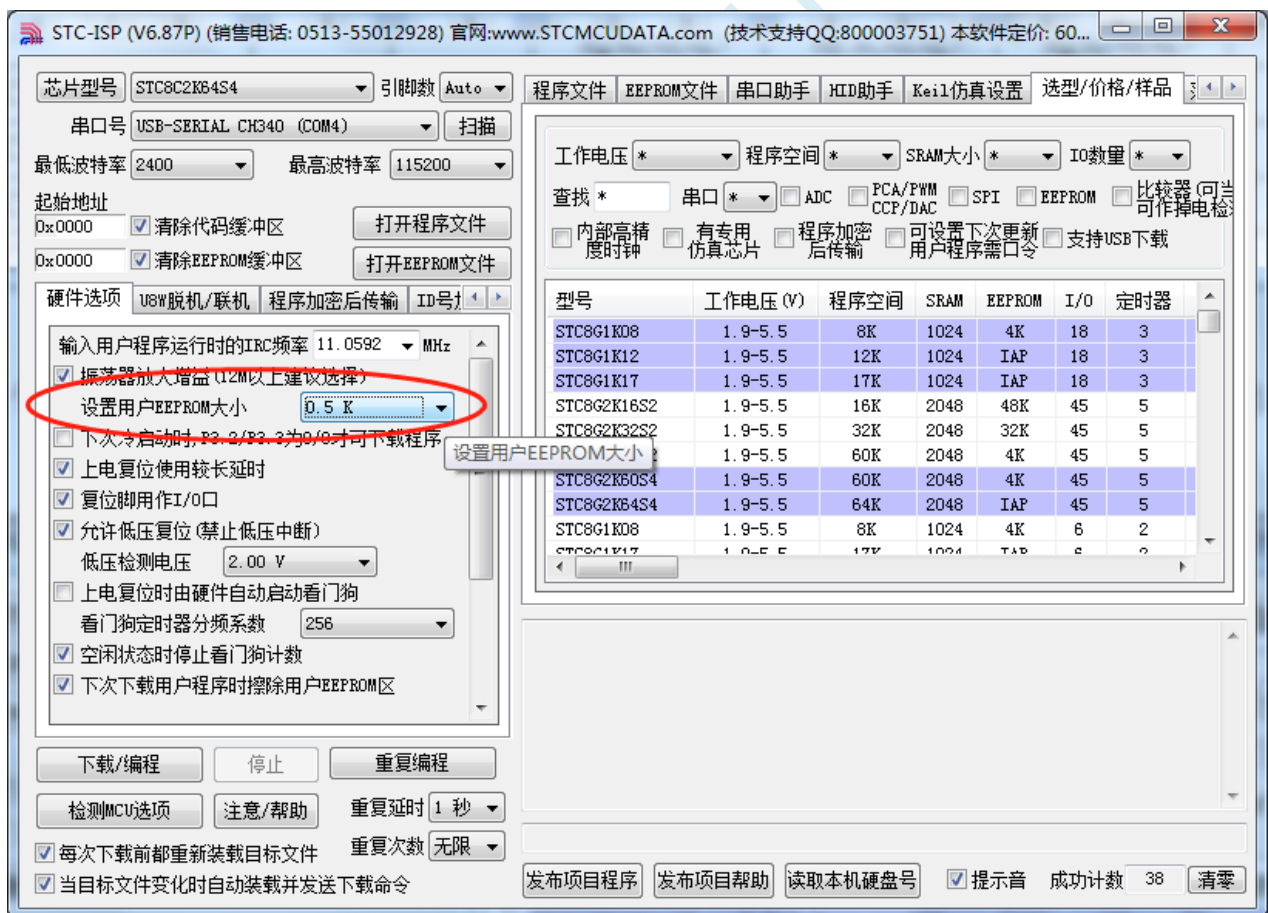 STC-ISP (V6.87P) (销售电话: 0513-55012928) 官网:www.STCMCUDATA.com (技术支持QQ:800003751) 本软件定价: 60...
芯片型号 STC8C2K64S4 引脚数 Auto
串口号 USB-SERIAL CH340 (COM4) 扫描
最低波特率 2400 最高波特率 115200
起始地址
0x0000 清除代码缓冲区 打开程序文件
0x0000 清除EEPROM缓冲区 打开EEPROM文件
硬件选项 U8W脱机/联机 程序加密后传输 ID号
输入用户程序运行时的IRC频率 11.0592 MHz
振荡器放大增益(12M以上建议选择)
设置用户EEPROM大小 0.5 K
下次冷启动时,P3.2/P3.3为0/0才可下载程序
上电复位使用较长延时
复位脚用作I/O口
允许低压复位(禁止低压中断)
低压检测电压 2.00 V
上电复位时由硬件自动启动看门狗
看门狗定时器分频系数 256
空闲状态时停止看门狗计数
下次下载用户程序时擦除用户EEPROM区
下载/编程 停止 重复编程
检测MCU选项 注意/帮助 重复延时 1 秒
每次下载前都重新装载目标文件 重复次数 无限
当目标文件变化时自动装载并发送下载命令
程序文件 EEPROM文件 串口助手 HID助手 Keil仿真设置 选型/价格/样品
工作电压 * 程序空间 * SRAM大小 * IO数量 *
查找 * 串口 * ADC PCA/PWM CCP/DAC SPI EEPROM 比较器(可当 可作掉电检
内部高精度时钟 有专用仿真芯片 程序加密后传输 可设置下次更新用户程序需口令 支持USB下载
型号 工作电压(V) 程序空间 SRAM EEPROM I/O 定时器
STC8G1K08 1.9-5.5 8K 1024 4K 18 3
STC8G1K12 1.9-5.5 12K 1024 IAP 18 3
STC8G1K17 1.9-5.5 17K 1024 IAP 18 3
STC8G2K16S2 1.9-5.5 16K 2048 48K 45 5
STC8G2K32S2 1.9-5.5 32K 2048 32K 45 5
设置用户EEPROM大小 2 1.9-5.5 60K 2048 4K 45 5
STC8G2K60S4 1.9-5.5 60K 2048 4K 45 5
STC8G2K64S4 1.9-5.5 64K 2048 IAP 45 5
STC8G1K08 1.9-5.5 8K 1024 4K 6 2
STC8G1K17 1.9-5.5 17K 1024 IAP 6 2
发布项目程序 发布项目帮助 读取本机硬盘号 提示音 成功计数 38 清零